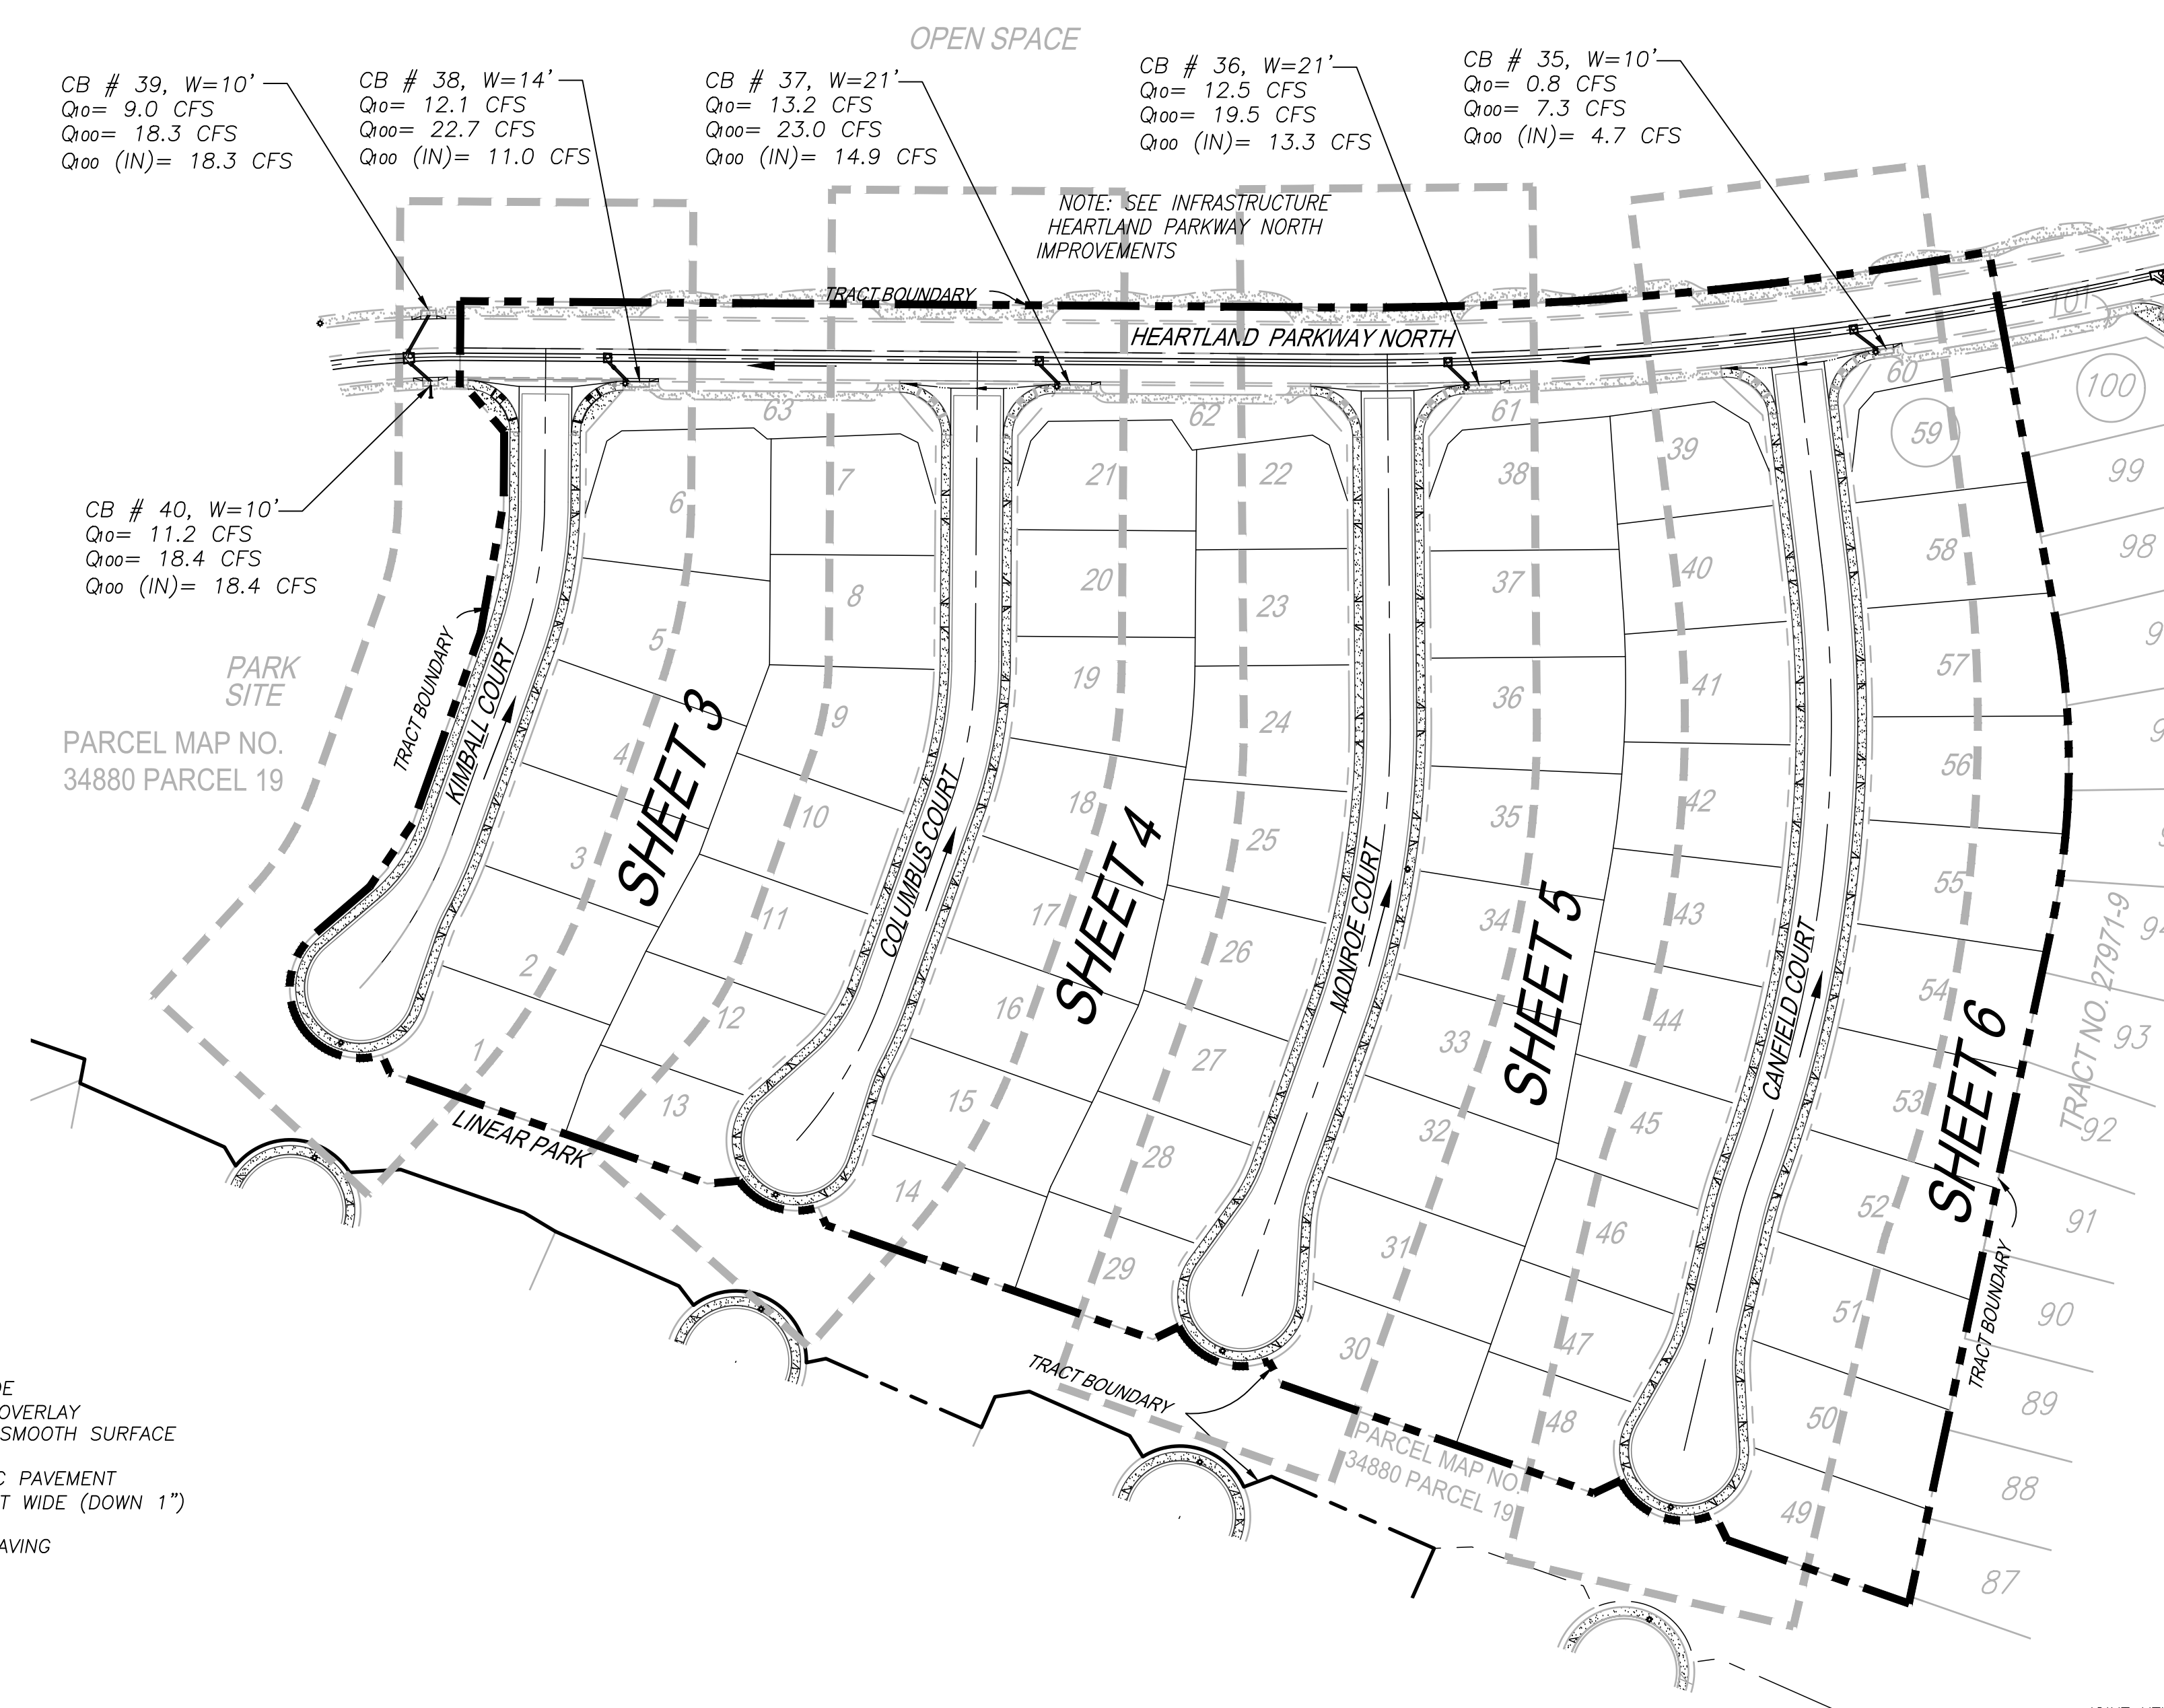 OPEN SPACE
CB # 39, W=10'
Q10= 9.0 CFS
Q100= 18.3 CFS
Q100 (IN)= 18.3 CFS
CB # 38, W=14'
Q10= 12.1 CFS
Q100= 22.7 CFS
Q100 (IN)= 11.0 CFS
CB # 37, W=21'
Q10= 13.2 CFS
Q100= 23.0 CFS
Q100 (IN)= 14.9 CFS
CB # 36, W=21'
Q10= 12.5 CFS
Q100= 19.5 CFS
Q100 (IN)= 13.3 CFS
CB # 35, W=10'
Q10= 0.8 CFS
Q100= 7.3 CFS
Q100 (IN)= 4.7 CFS
NOTE: SEE INFRASTRUCTURE
HEARTLAND PARKWAY NORTH
IMPROVEMENTS
TRACT BOUNDARY
HEARTLAND PARKWAY NORTH
CB # 40, W=10'
Q10= 11.2 CFS
Q100= 18.4 CFS
Q100 (IN)= 18.4 CFS
PARK
SITE
PARCEL MAP NO.
34880 PARCEL 19
TRACT BOUNDARY
KIMBALL COURT
SHEET 3
COLUMBUS COURT
SHEET 4
MONROE COURT
SHEET 5
CANFIELD COURT
SHEET 6
TRACT NO. 27971-9
TRACT BOUNDARY
LINEAR PARK
TRACT BOUNDARY
PARCEL MAP NO.
34880 PARCEL 19
63
62
61
60
101
100
59
1
2
3
4
5
6
7
8
9
10
11
12
13
14
15
16
17
18
19
20
21
22
23
24
25
26
27
28
29
30
31
32
33
34
35
36
37
38
39
40
41
42
43
44
45
46
47
48
49
50
51
52
53
54
55
56
57
58
99
98
93
92
91
90
89
88
87
OVERLAY
SMOOTH SURFACE
C PAVEMENT
T WIDE (DOWN 1")